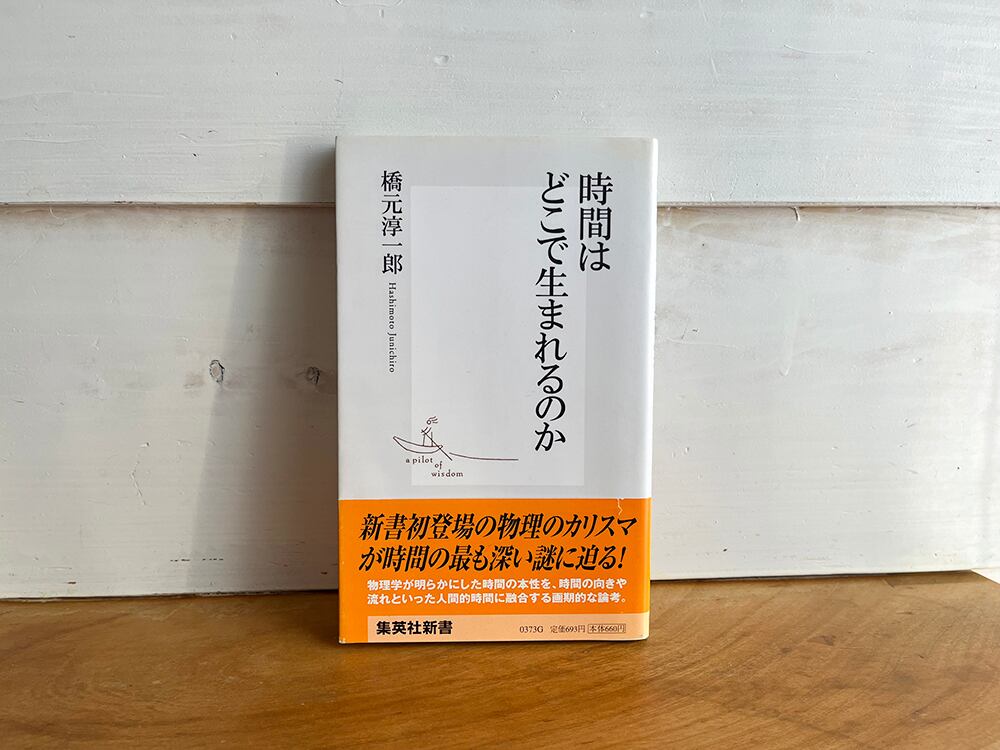 時間は
どこで生まれるのか
橋元淳一郎
Hashimoto Junichiro
a pilot
of
wisdom
新書初登場の物理のカリスマ
が時間の最も深い謎に迫る!
物理学が明らかにした時間の本性を、時間の向きや
流れといった人間的時間に融合する画期的な論考。
集英社新書
0373G 定価693円 本体660円